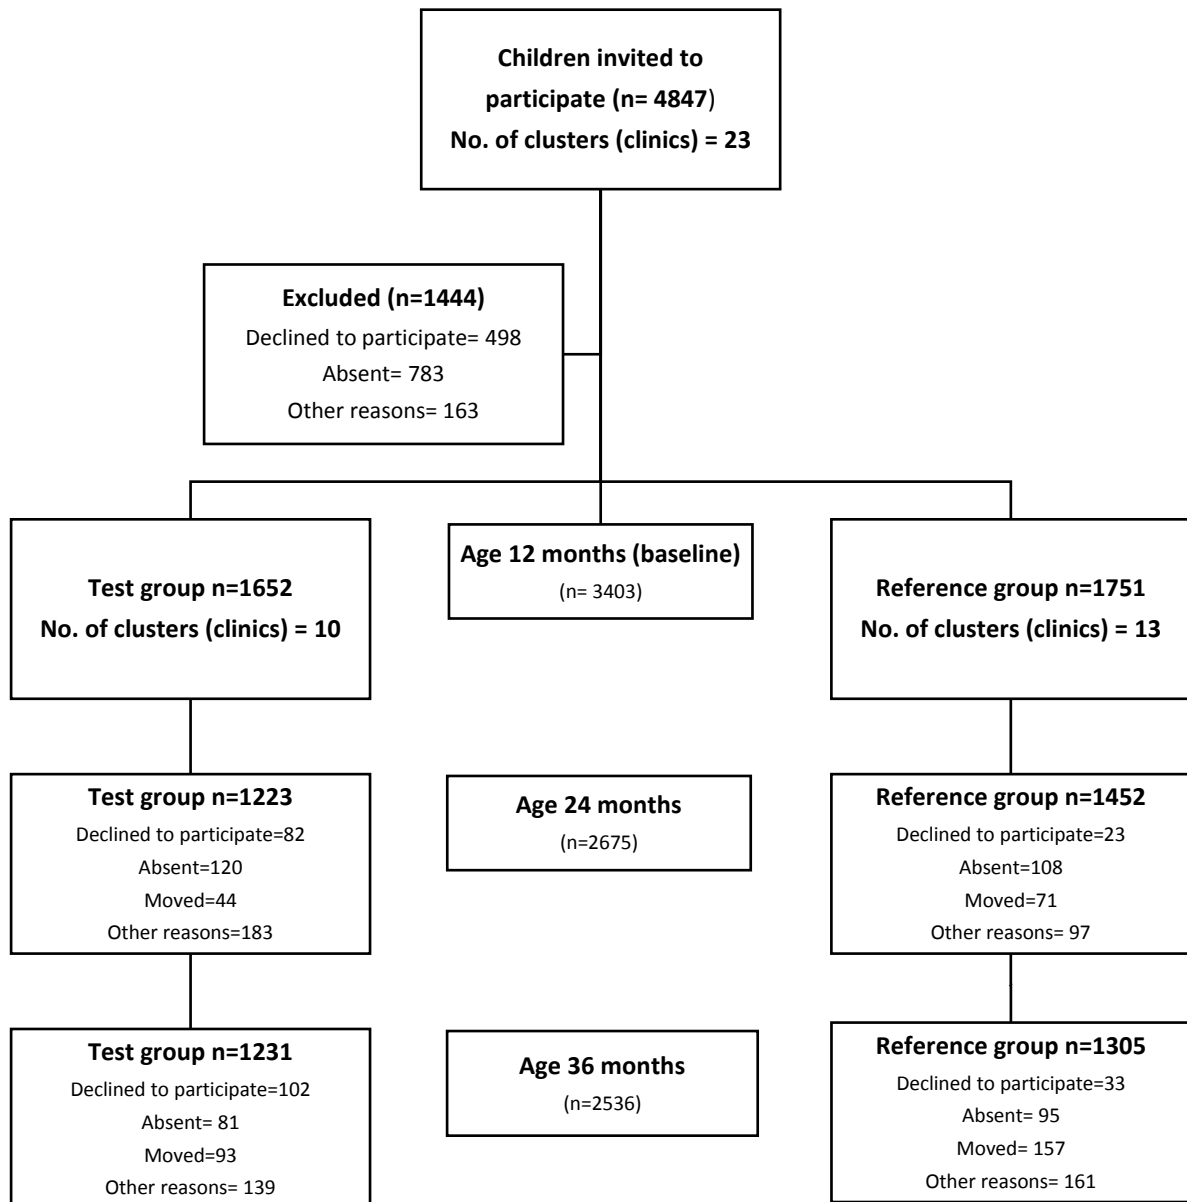 Children invited to
participate (n= 4847)
No. of clusters (clinics) = 23
Excluded (n=1444)
Declined to participate= 498
Absent= 783
Other reasons= 163
Test group n=1652
No. of clusters (clinics) = 10
Age 12 months (baseline)
(n= 3403)
Reference group n=1751
No. of clusters (clinics) = 13
Test group n=1223
Declined to participate=82
Absent=120
Moved=44
Other reasons=183
Age 24 months
(n=2675)
Reference group n=1452
Declined to participate=23
Absent=108
Moved=71
Other reasons= 97
Test group n=1231
Declined to participate=102
Absent= 81
Moved=93
Other reasons= 139
Age 36 months
(n=2536)
Reference group n=1305
Declined to participate=33
Absent= 95
Moved= 157
Other reasons= 161